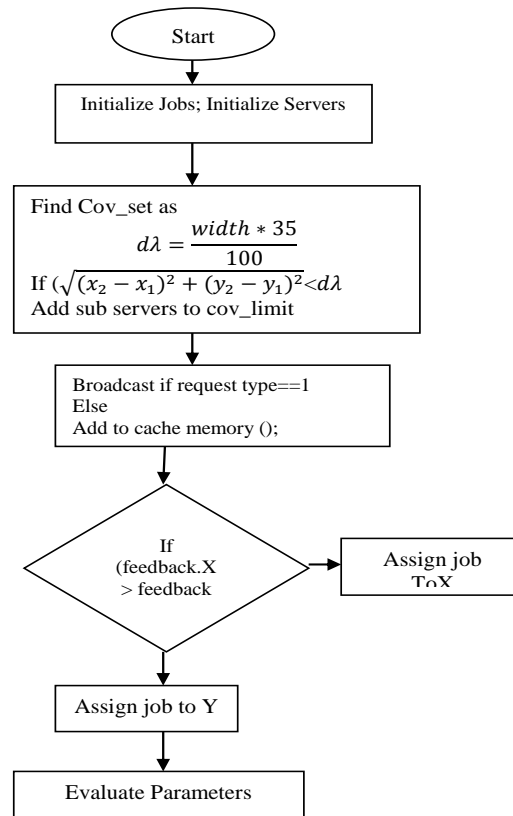 Start
Initialize Jobs; Initialize Servers
Find Cov_set as
𝑑𝜆 = width * 35 / 100
If (√(x₂ − x₁)² + (y₂ − y₁)²<𝑑𝜆
Add sub servers to cov_limit
Broadcast if request type==1
Else
Add to cache memory ();
If
(feedback.X
> feedback
Assign job
ToX
Assign job to Y
Evaluate Parameters